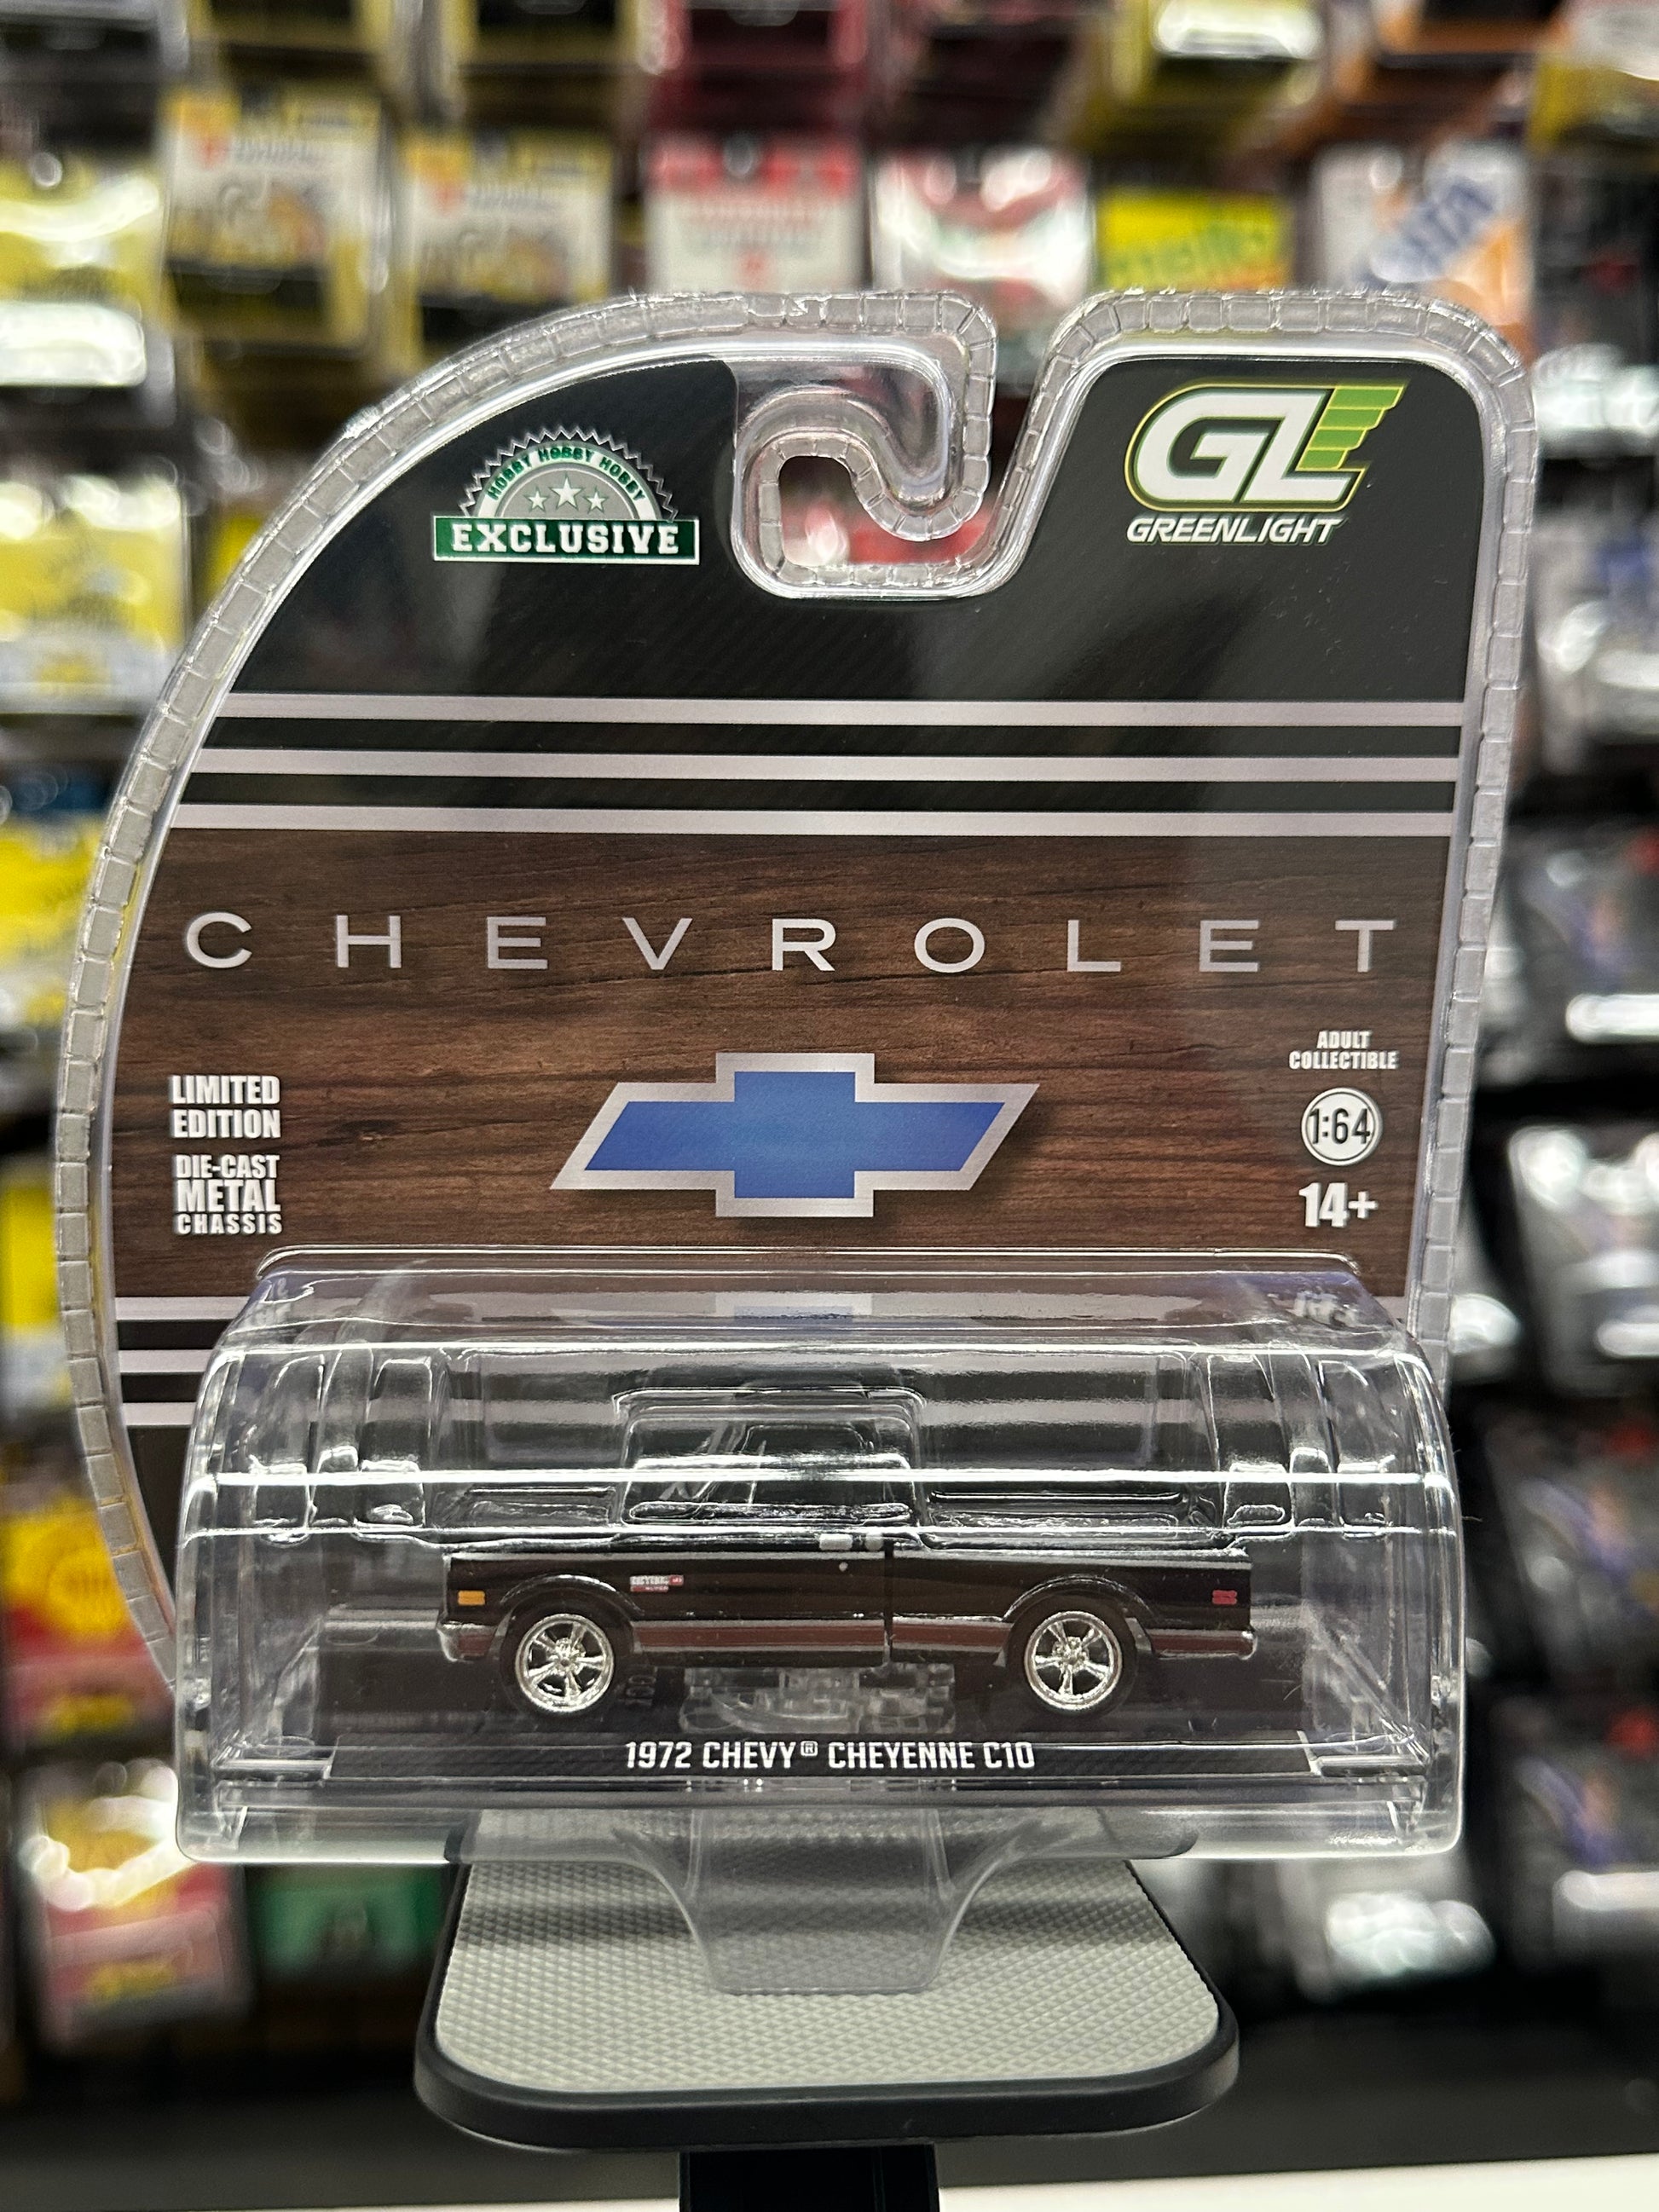 HOBBY HOBBY HOBBY
EXCLUSIVE
GL
GREENLIGHT
CHEVROLET
LIMITED
EDITION
DIE-CAST
METAL
CHASSIS
ADULT
COLLECTIBLE
1:64
14+
1972 CHEVY® CHEYENNE C10